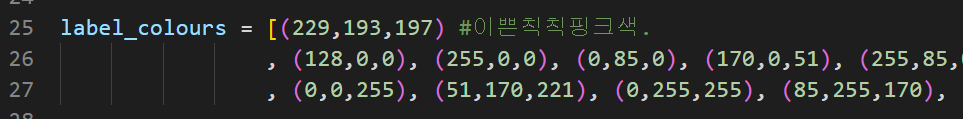 25 label_colours = [(229,193,197) #이쁜칙칙핑크색.
26 , (128,0,0), (255,0,0), (0,85,0), (170,0,51), (255,85,
27 , (0,0,255), (51,170,221), (0,255,255), (85,255,170),